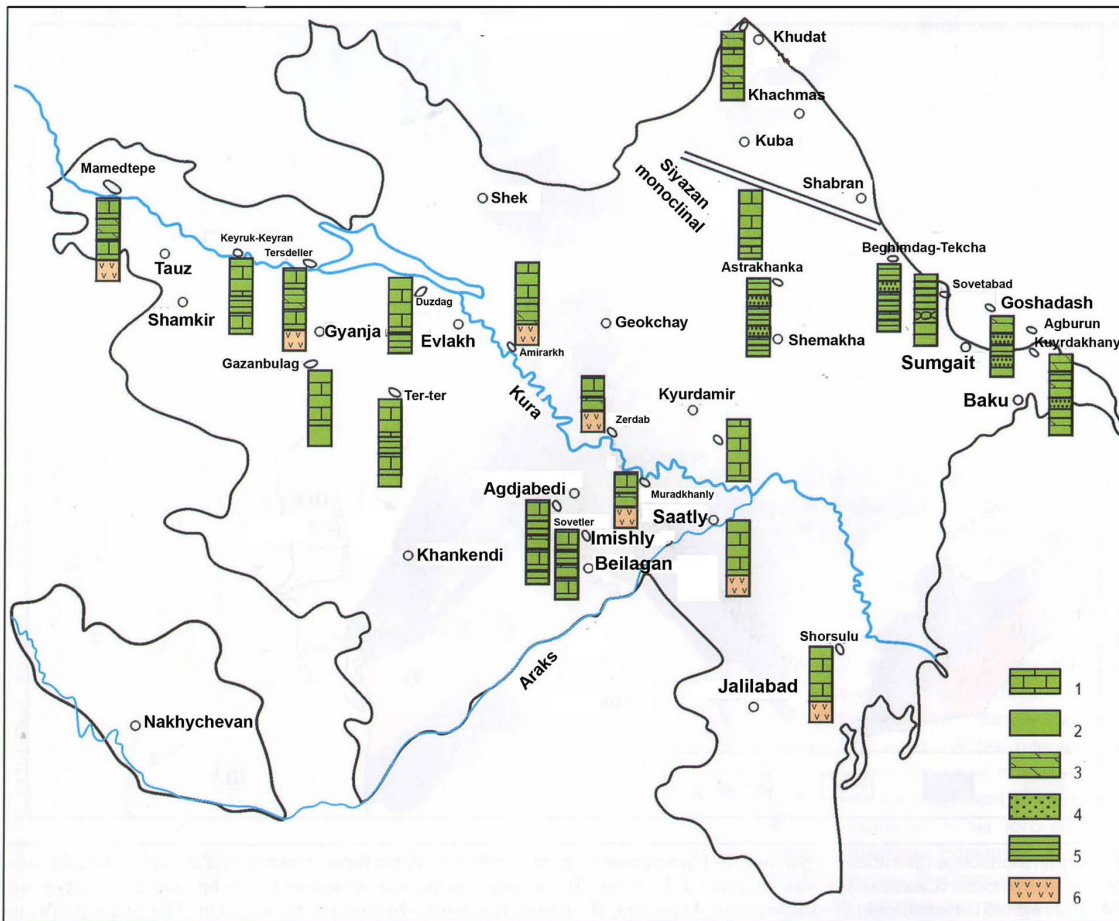 Khudat
Khachmas
Kuba
Siyazan
monoclinal
Shabran
Mamedtepe
Shek
Keyruk-Keyran
Tersdeller
Beghimdag-Tekcha
Tauz
Astrakhanka
Sovetabad
Duzdag
Goshadash
Shamkir
Gyanja
Evlakh
Geokchay
Agburun
Shemakha
Kuyrdakhany
Amirarkh
Sumgait
Gazanbulag
Ter-ter
Kura
Kyurdamir
Baku
Zerdab
Agdjabedi
Muradkhanly
Saatly
Sovetler
Imishly
Khankendi
Beilagan
Araks
Shorsulu
Jalilabad
Nakhychevan
1
2
3
4
5
6